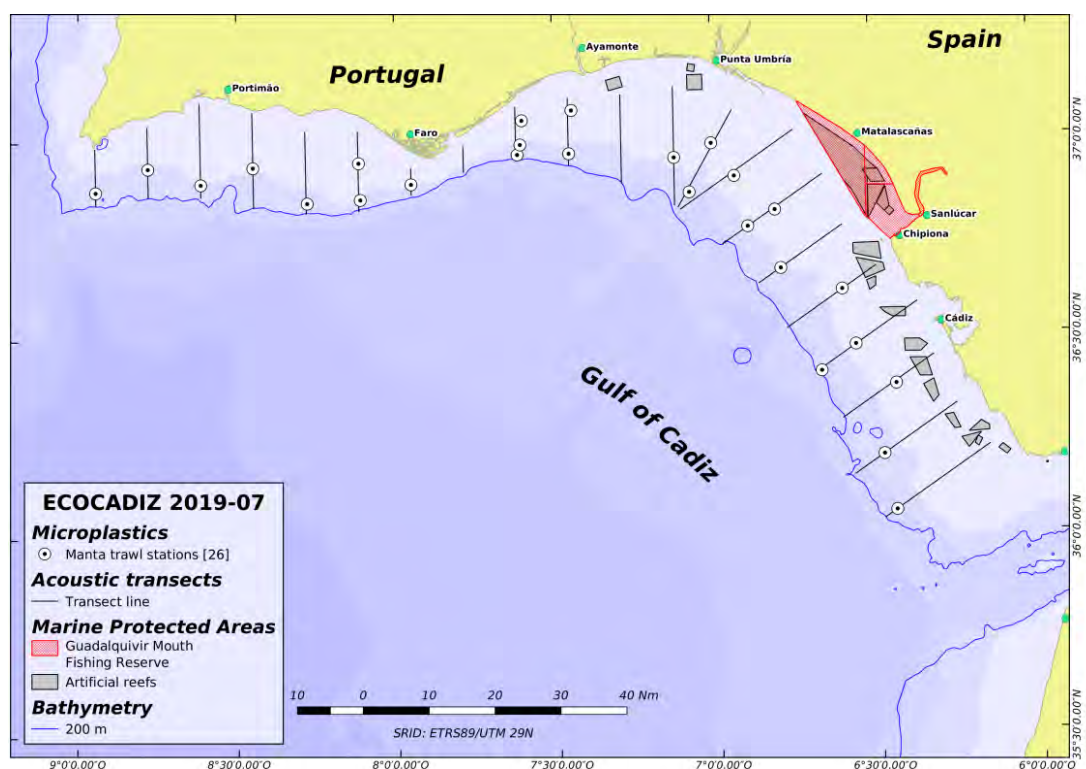 Spain
Portugal
Ayamonte
Punta Umbría
Portimão
Faro
Matalascañas
Sanlúcar
Chipiona
Cádiz
Gulf of Cadiz
37°0'0.00"N
36°30'0.00"N
36°0'0.00"N
35°30'0.00"N
ECOCADIZ 2019-07
Microplastics
Manta trawl stations [26]
Acoustic transects
Transect line
Marine Protected Areas
Guadalquivir Mouth
Fishing Reserve
Artificial reefs
Bathymetry
200 m
10 0 10 20 30 40 Nm
SRID: ETRS89/UTM 29N
9°0'0.00"O 8°30'0.00"O 8°0'0.00"O 7°30'0.00"O 7°0'0.00"O 6°30'0.00"O 6°0'0.00"O